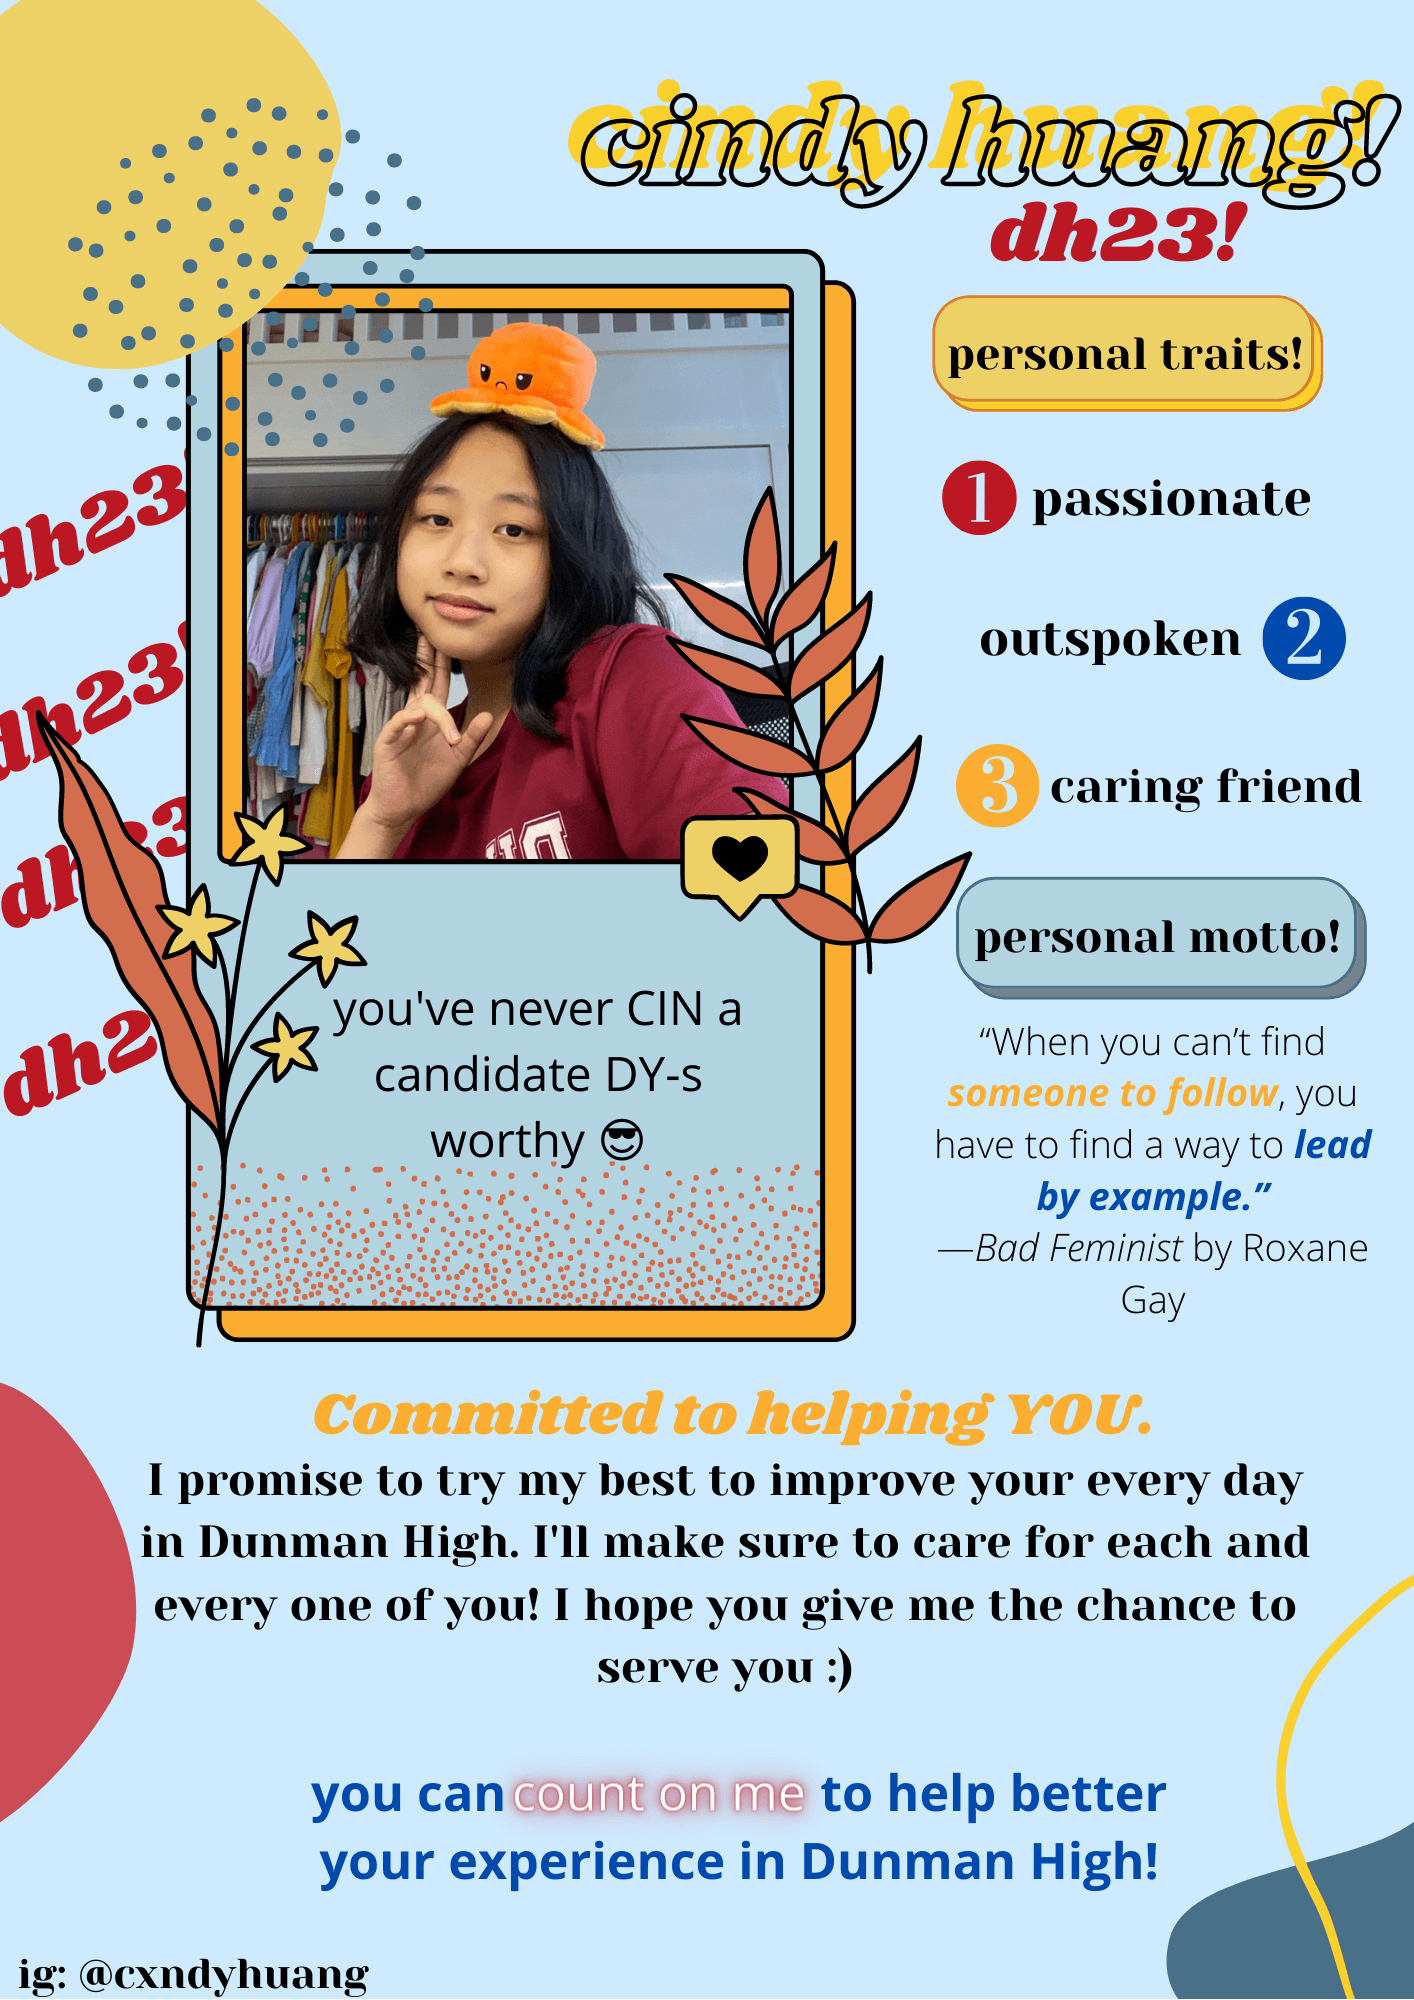 cindy huang!
dh23!
personal traits!
1 passionate
outspoken 2
3 caring friend
personal motto!
“When you can’t find
someone to follow, you
have to find a way to lead
by example.”
—Bad Feminist by Roxane
Gay
dh23!
dh23!
dh23
dh2
you've never CIN a
candidate DY-s
worthy 😎
Committed to helping YOU.
I promise to try my best to improve your every day
in Dunman High. I'll make sure to care for each and
every one of you! I hope you give me the chance to
serve you :)
you can count on me to help better
your experience in Dunman High!
ig: @cxndyhuang